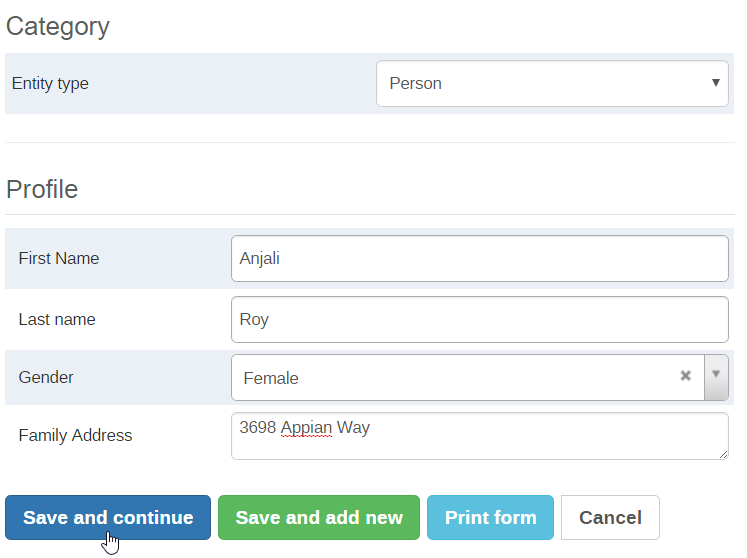 Category
Entity type Person
Profile
First Name Anjali
Last name Roy
Gender Female
Family Address 3698 Appian Way
Save and continue Save and add new Print form Cancel